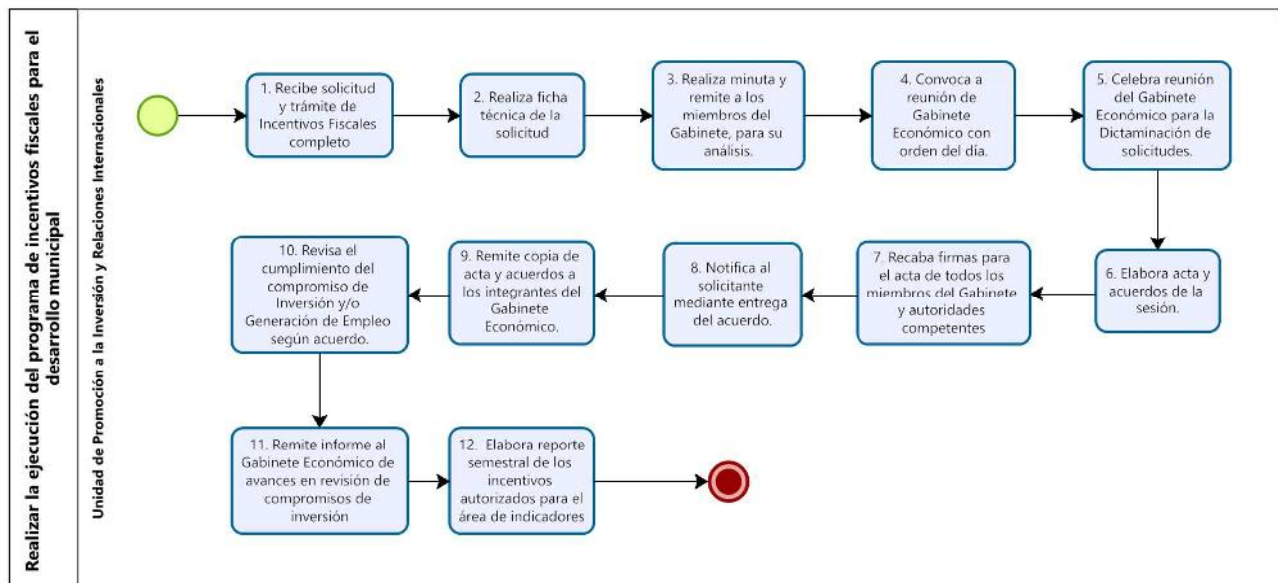 Realizar la ejecución del programa de incentivos fiscales para el
desarrollo municipal
Unidad de Promoción a la Inversión y Relaciones Internacionales
1. Recibe solicitud
y trámite de
Incentivos Fiscales
completo
2. Realiza ficha
técnica de la
solicitud
3. Realiza minuta y
remite a los
miembros del
Gabinete, para su
análisis.
4. Convoca a
reunión de
Gabinete
Económico con
orden del día.
5. Celebra reunión
del Gabinete
Económico para la
Dictaminación de
solicitudes.
6. Elabora acta y
acuerdos de la
sesión.
7. Recaba firmas para
el acta de todos los
miembros del Gabinete
y autoridades
competentes
8. Notifica al
solicitante
mediante entrega
del acuerdo.
9. Remite copia de
acta y acuerdos a
los integrantes del
Gabinete
Económico.
10. Revisa el
cumplimiento del
compromiso de
Inversión y/o
Generación de Empleo
según acuerdo.
11. Remite informe al
Gabinete Económico de
avances en revisión de
compromisos de
inversión
12. Elabora reporte
semestral de los
incentivos
autorizados para el
área de indicadores